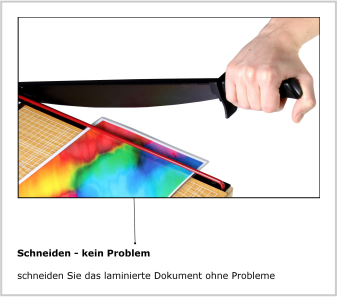 Schneiden - kein Problem
schneiden Sie das laminierte Dokument ohne Probleme